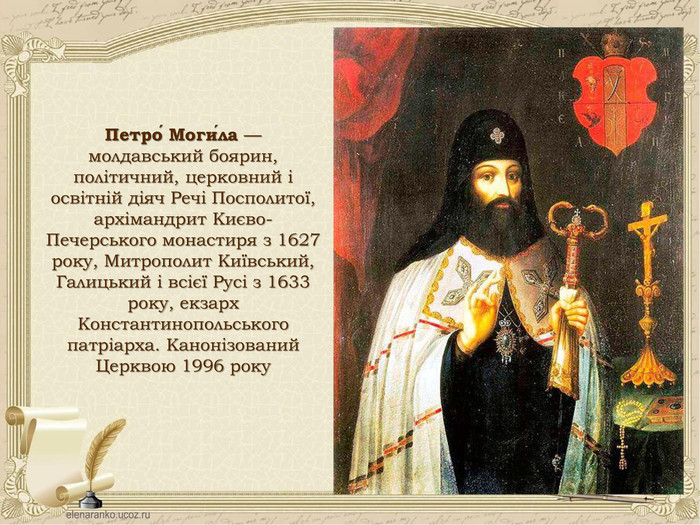 Петро́ Моги́ла —
молдавський боярин,
політичний, церковний і
освітній діяч Речі Посполитої,
архімандрит Києво-
Печерського монастиря з 1627
року, Митрополит Київський,
Галицький і всієї Русі з 1633
року, екзарх
Константинопольського
патріарха. Канонізований
Церквою 1996 року
elenaranko.ucoz.ru